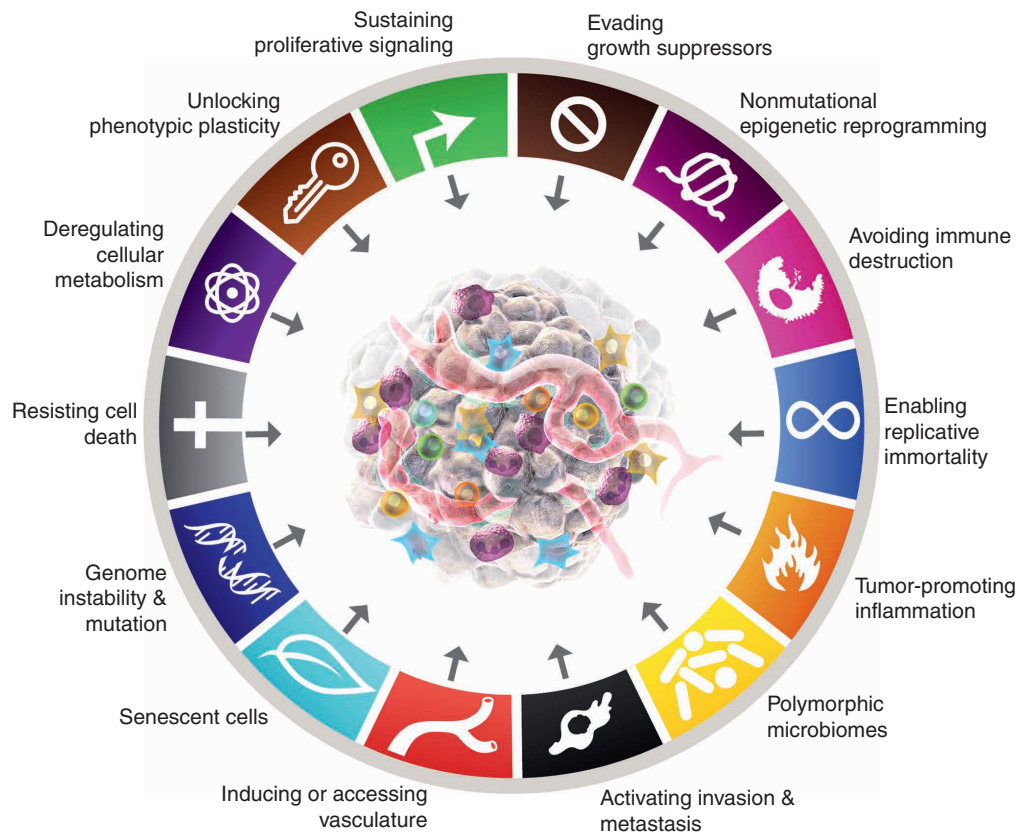 Sustaining
proliferative signaling
Evading
growth suppressors
Nonmutational
epigenetic reprogramming
Avoiding immune
destruction
Enabling
replicative
immortality
Tumor-promoting
inflammation
Polymorphic
microbiomes
Activating invasion &
metastasis
Inducing or accessing
vasculature
Senescent cells
Genome
instability &
mutation
Resisting cell
death
Deregulating
cellular
metabolism
Unlocking
phenotypic plasticity